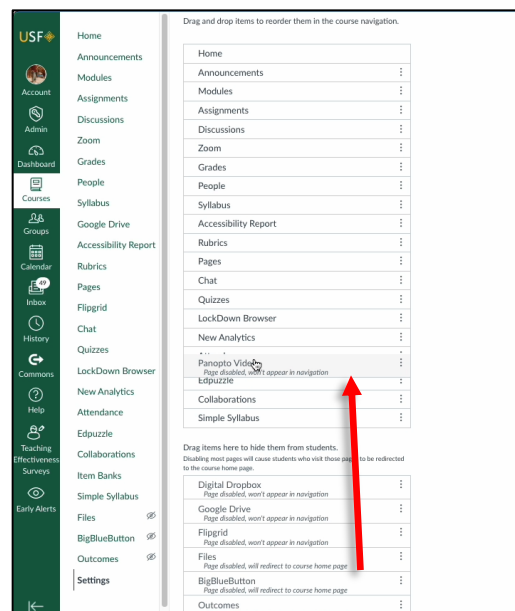 USF
Account
Admin
Dashboard
Courses
Groups
Calendar
49
Inbox
History
Commons
Help
Teaching
Effectiveness
Surveys
Early Alerts
Home
Announcements
Modules
Assignments
Discussions
Zoom
Grades
People
Syllabus
Google Drive
Accessibility Report
Rubrics
Pages
Flipgrid
Chat
Quizzes
LockDown Browser
New Analytics
Attendance
Edpuzzle
Collaborations
Item Banks
Simple Syllabus
Files
BigBlueButton
Outcomes
Settings
Drag and drop items to reorder them in the course navigation.
Home
Announcements
Modules
Assignments
Discussions
Zoom
Grades
People
Syllabus
Accessibility Report
Rubrics
Pages
Chat
Quizzes
LockDown Browser
New Analytics
Panopto Video
Page disabled, won't appear in navigation
Edpuzzle
Collaborations
Simple Syllabus
Drag items here to hide them from students.
Disabling most pages will cause students who visit those pages to be redirected
to the course home page.
Digital Dropbox
Page disabled, won't appear in navigation
Google Drive
Page disabled, won't appear in navigation
Flipgrid
Page disabled, won't appear in navigation
Files
Page disabled, will redirect to course home page
BigBlueButton
Page disabled, will redirect to course home page
Outcomes